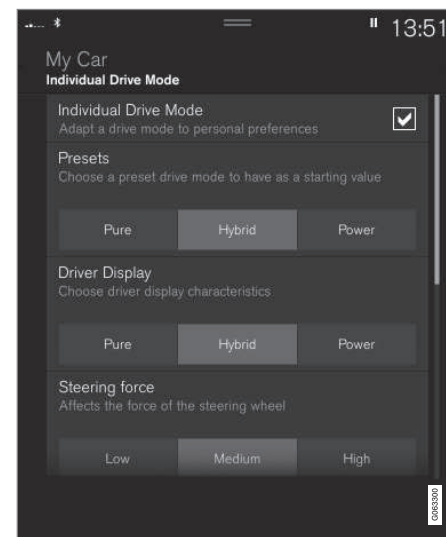 13:51
My Car
Individual Drive Mode
Individual Drive Mode
Adapt a drive mode to personal preferences
Presets
Choose a preset drive mode to have as a starting value
Pure Hybrid Power
Driver Display
Choose driver display characteristics
Pure Hybrid Power
Steering force
Affects the force of the steering wheel
Low Medium High
G063300